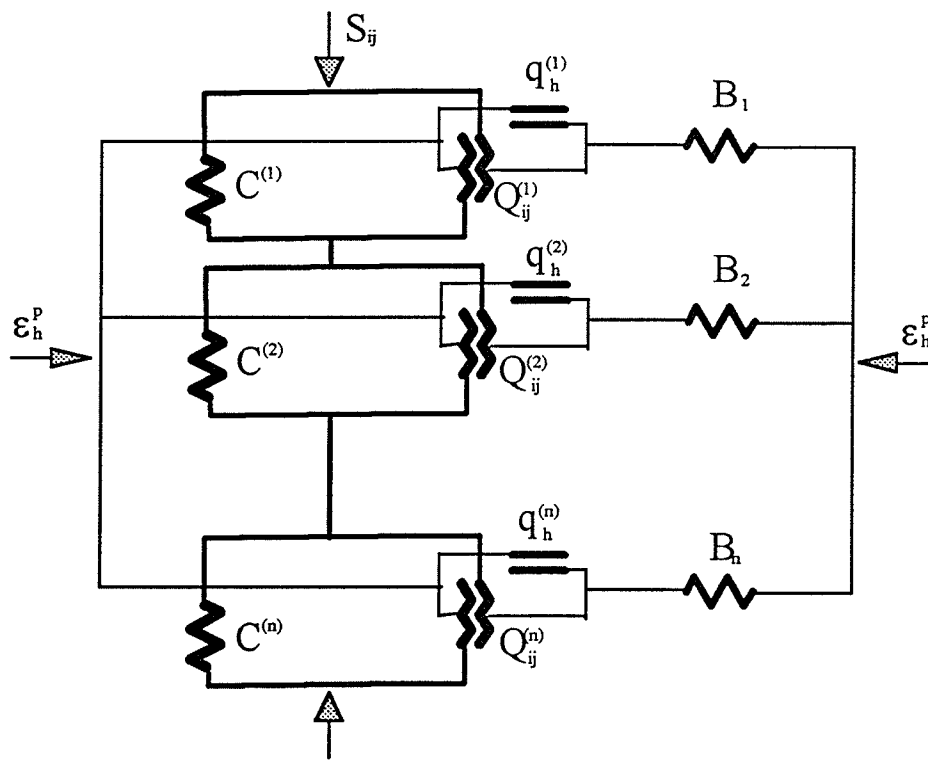 S_ij
q_h^(1)
B_1
C^(1)
Q_ij^(1)
q_h^(2)
B_2
ε_h^p
C^(2)
Q_ij^(2)
ε_h^p
q_h^(n)
B_n
C^(n)
Q_ij^(n)